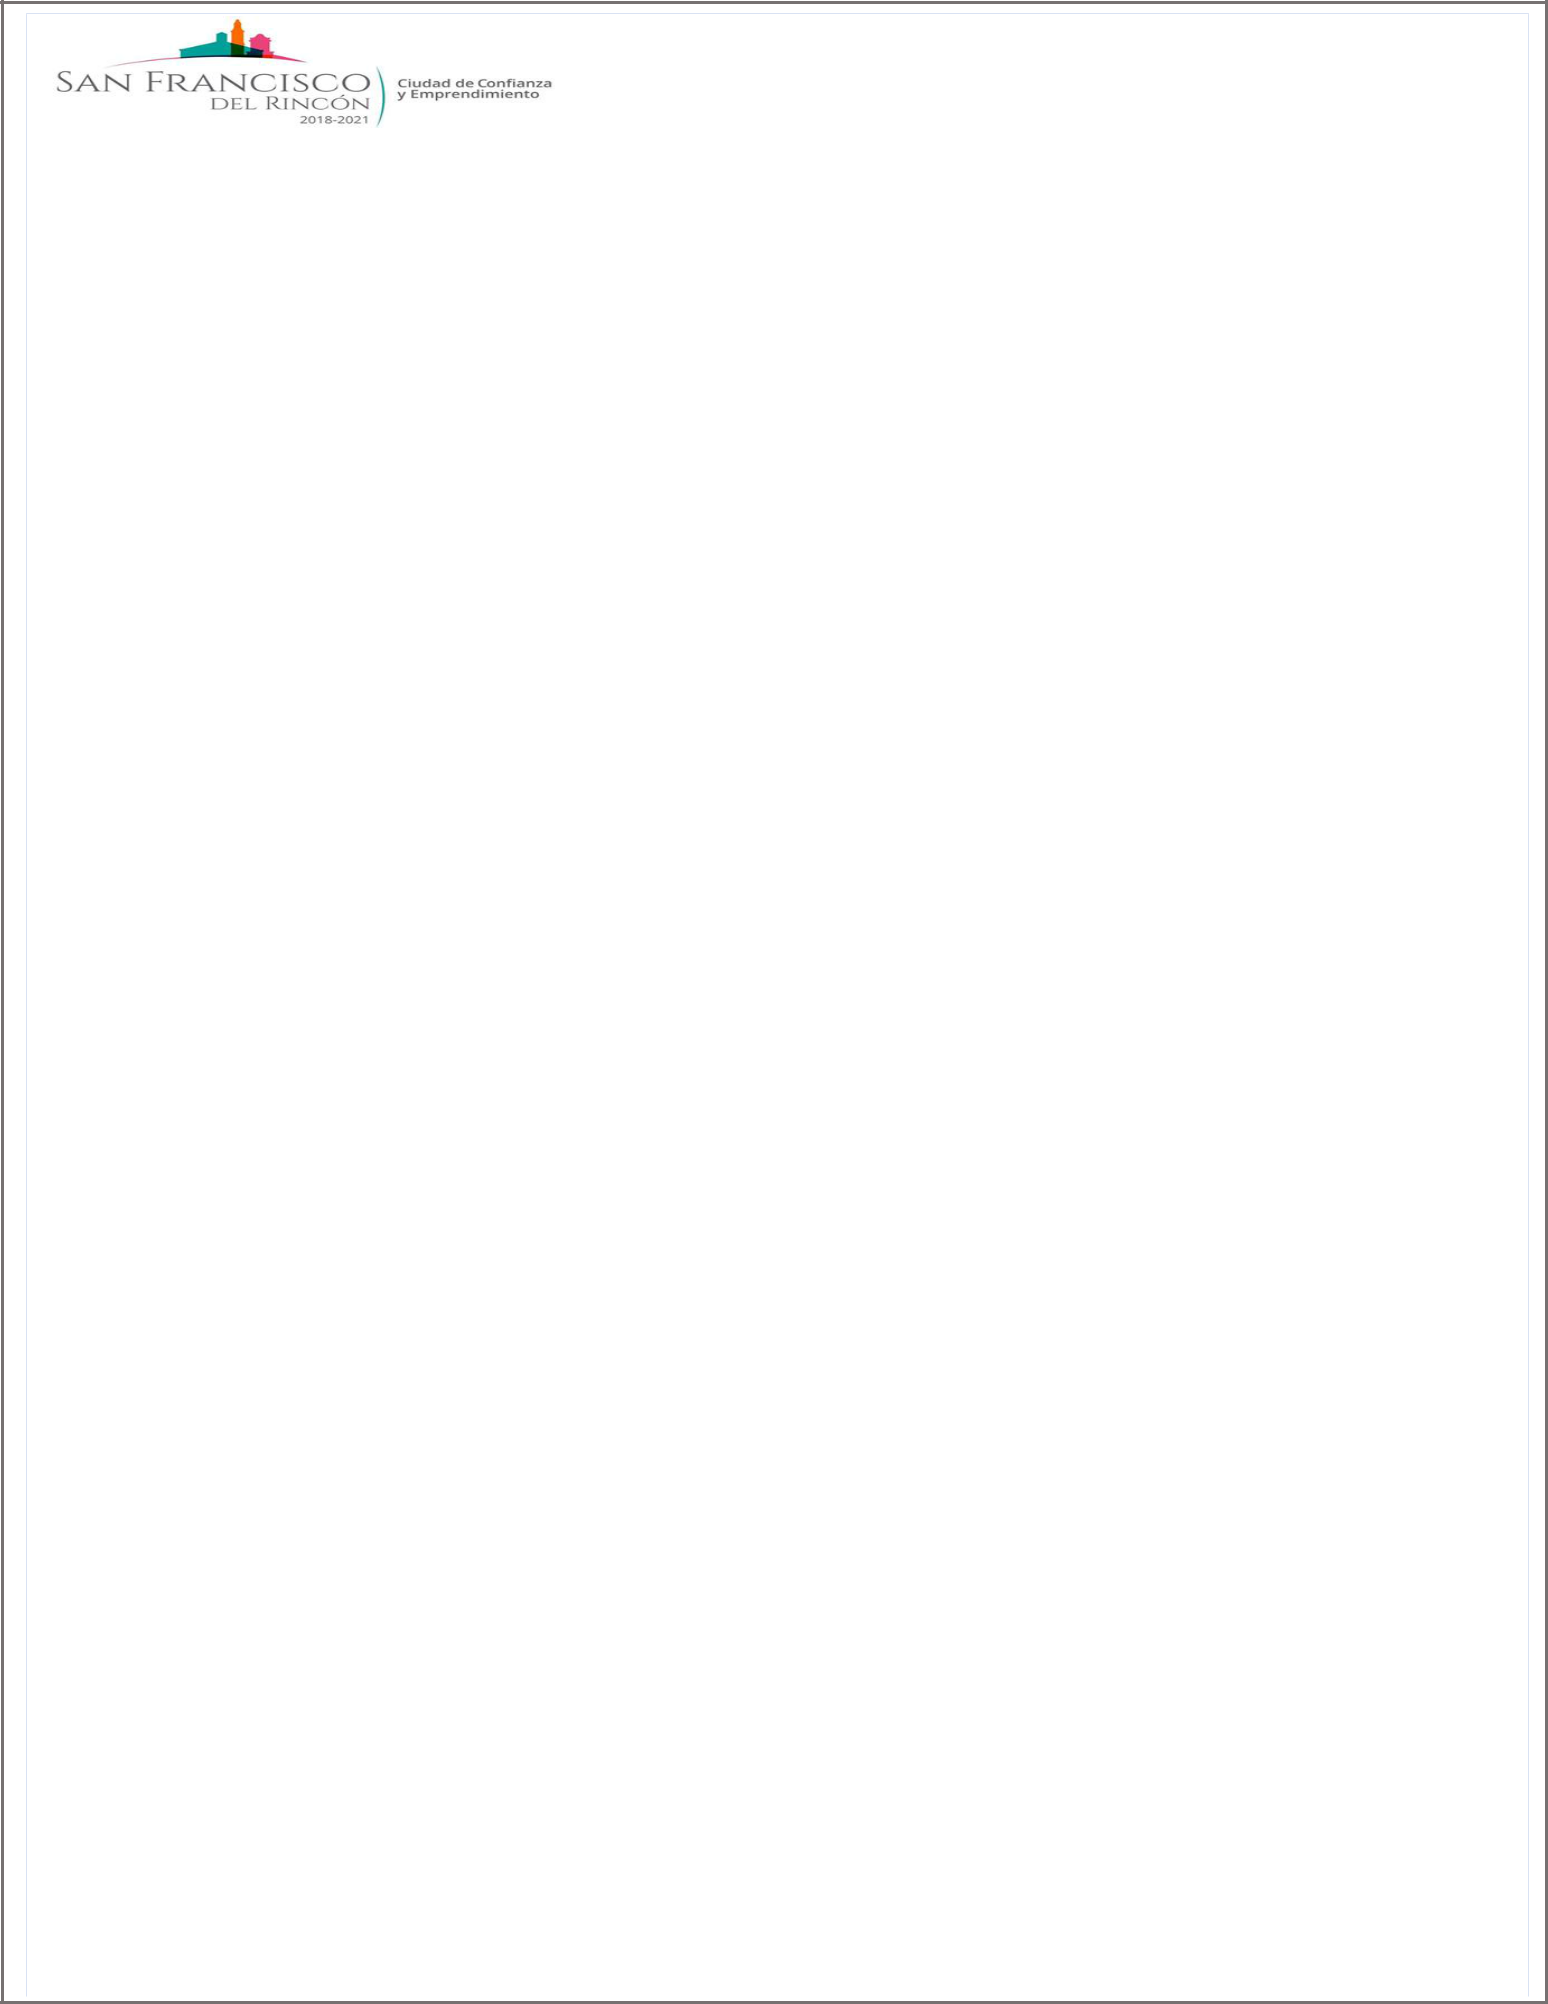 SAN FRANCISCO
DEL RINCÓN
2018-2021
Ciudad de Confianza
y Emprendimiento